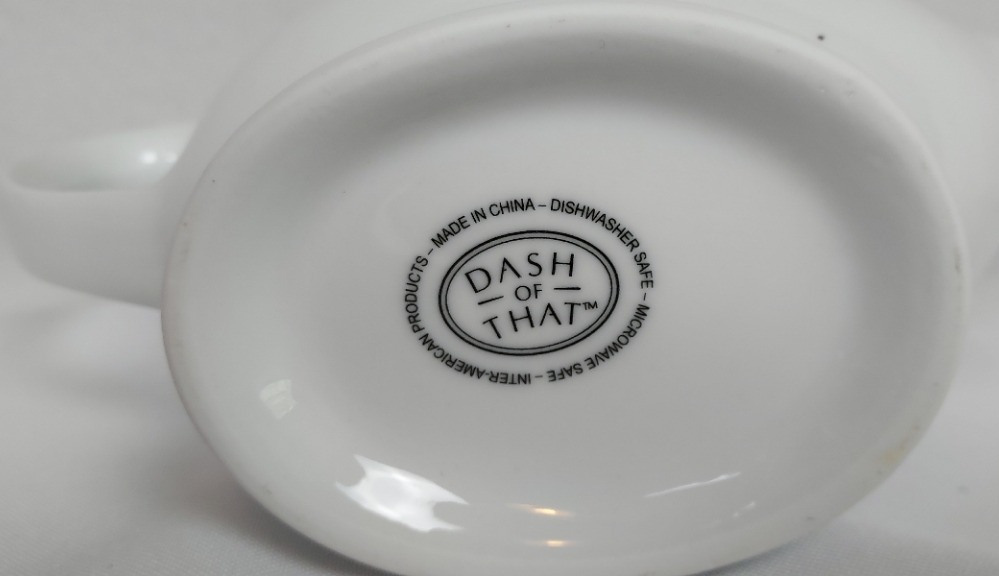 MADE IN CHINA – DISHWASHER SAFE – MICROWAVE SAFE – INTER-AMERICAN PRODUCTS –
DASH
– OF –
THAT™